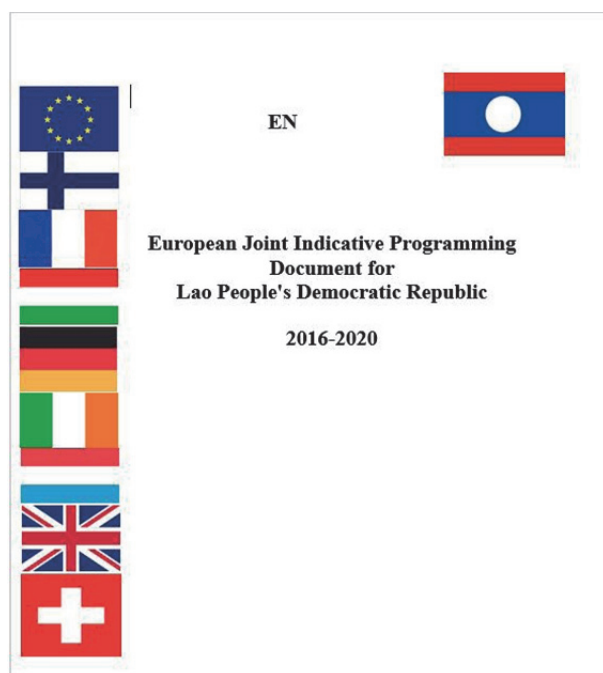 EN
European Joint Indicative Programming
Document for
Lao People's Democratic Republic
2016-2020